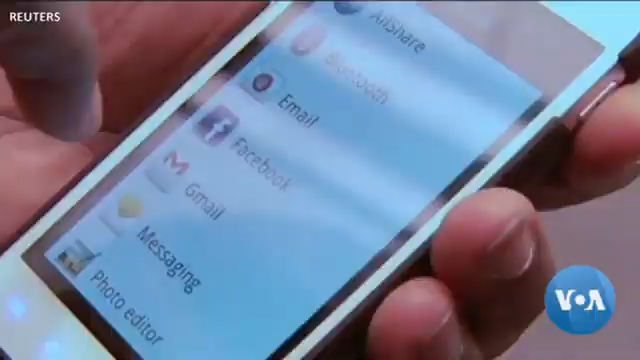 REUTERS
AllShare
Bluetooth
Email
Facebook
Gmail
Messaging
Photo editor
VOA